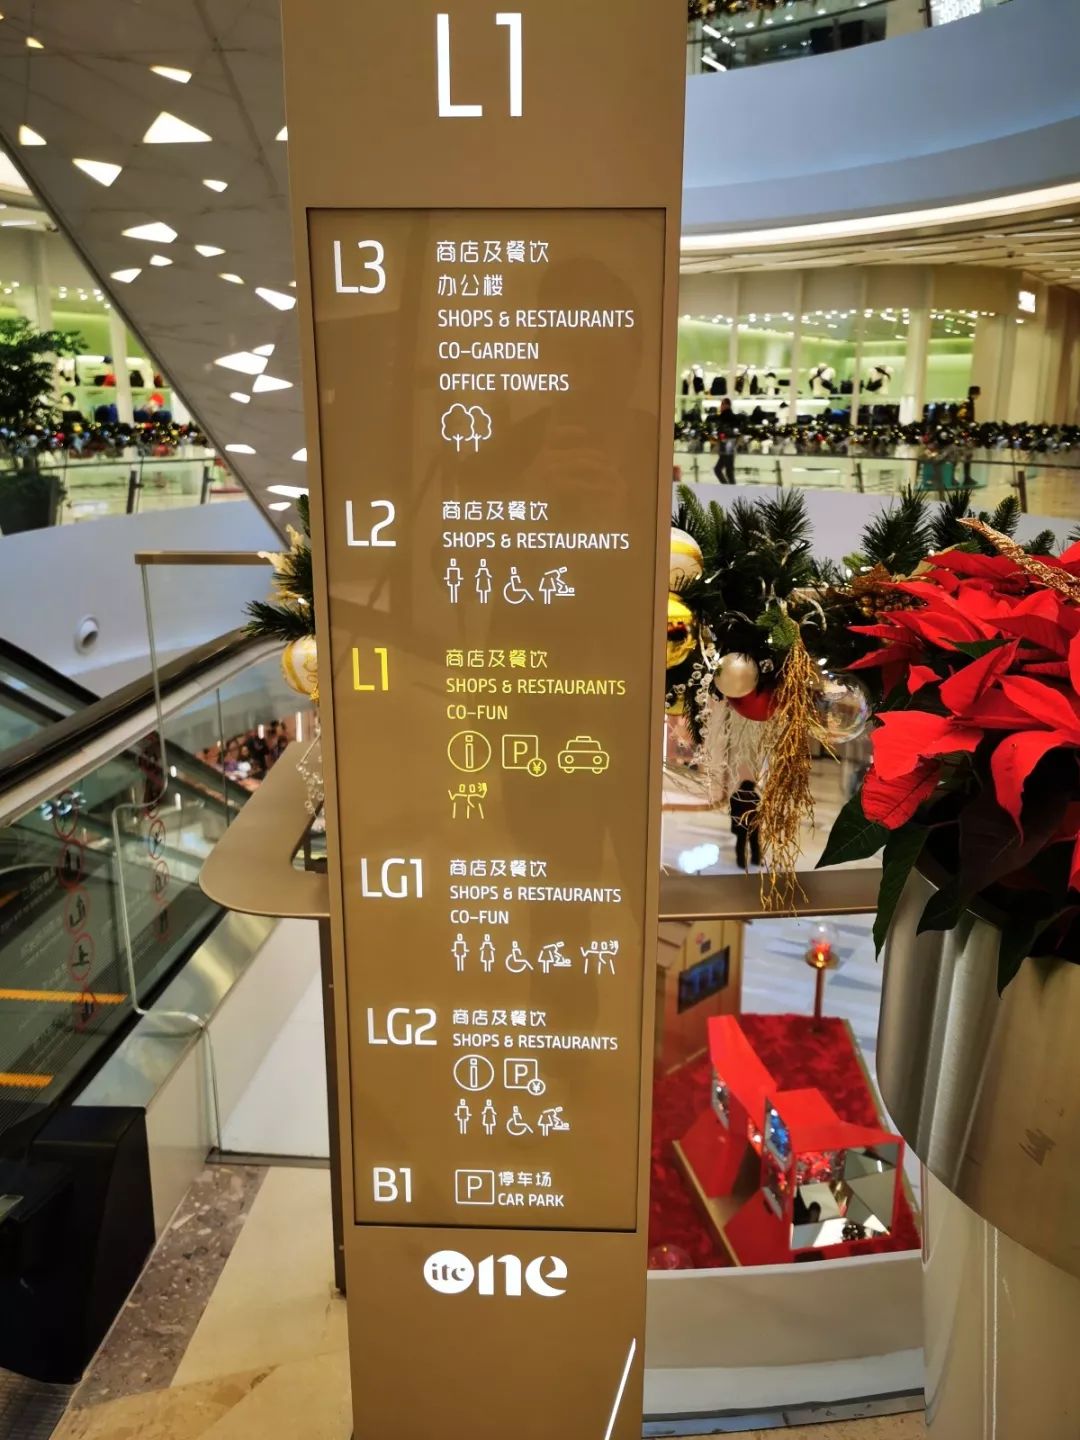 L1
L3
商店及餐饮
办公楼
SHOPS & RESTAURANTS
CO-GARDEN
OFFICE TOWERS
L2
商店及餐饮
SHOPS & RESTAURANTS
L1
商店及餐饮
SHOPS & RESTAURANTS
CO-FUN
P ¥
LG1
商店及餐饮
SHOPS & RESTAURANTS
CO-FUN
LG2
商店及餐饮
SHOPS & RESTAURANTS
P ¥
B1
P 停车场
CAR PARK
itc one